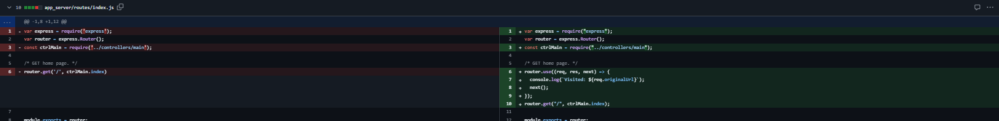 10 app_server/routes/index.js
... @@ -1,8 +1,12 @@
1 - var express = require('express');
2 var router = express.Router();
3 - const ctrlMain = require('../controllers/main');
4
5 /* GET home page. */
6 - router.get('/', ctrlMain.index)
7
8 module.exports = router;
1 + var express = require("express");
2 var router = express.Router();
3 + const ctrlMain = require("../controllers/main");
4
5 /* GET home page. */
6 + router.use((req, res, next) => {
7 + console.log(`Visited: ${req.originalUrl}`);
8 + next();
9 + });
10 + router.get("/", ctrlMain.index);
11
12 module.exports = router;